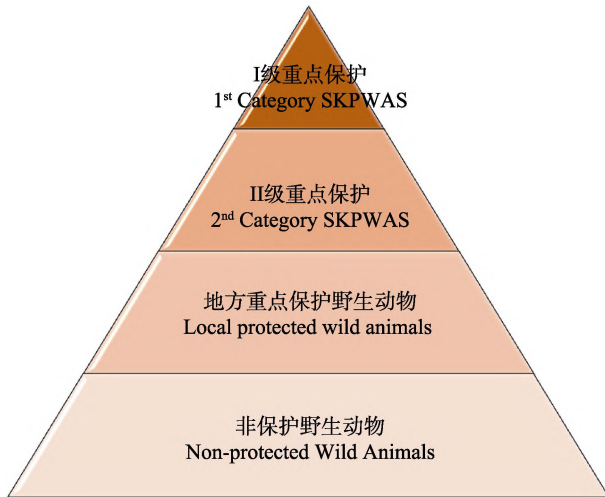 I级重点保护
1st Category SKPWAS
II级重点保护
2nd Category SKPWAS
地方重点保护野生动物
Local protected wild animals
非保护野生动物
Non-protected Wild Animals